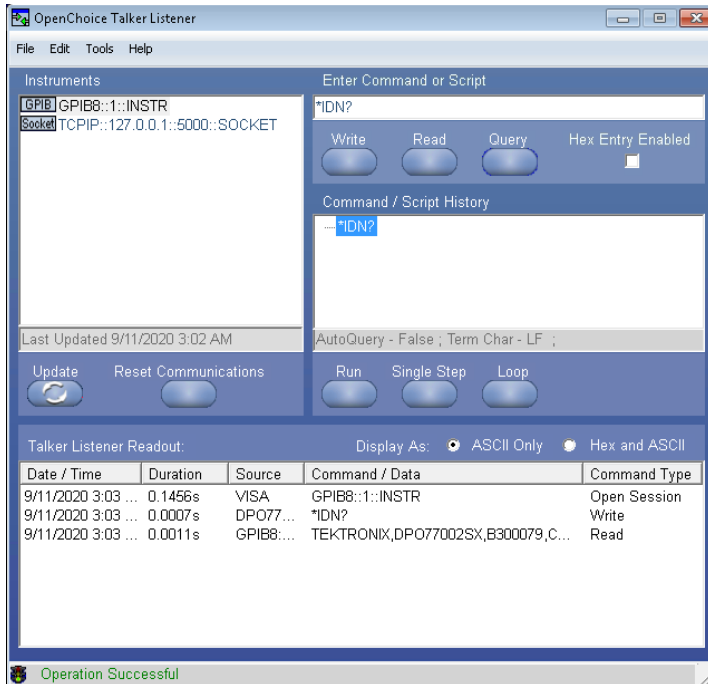 OpenChoice Talker Listener
File Edit Tools Help
Instruments
GPIB GPIB8::1::INSTR
Socket TCPIP::127.0.0.1::5000::SOCKET
Last Updated 9/11/2020 3:02 AM
Update Reset Communications
Enter Command or Script
*IDN?
Write Read Query Hex Entry Enabled
Command / Script History
*IDN?
AutoQuery - False ; Term Char - LF ;
Run Single Step Loop
Talker Listener Readout: Display As: ASCII Only Hex and ASCII
Date / Time Duration Source Command / Data Command Type
9/11/2020 3:03 ... 0.1456s VISA GPIB8::1::INSTR Open Session
9/11/2020 3:03 ... 0.0007s DPO77... *IDN? Write
9/11/2020 3:03 ... 0.0011s GPIB8:... TEKTRONIX,DPO77002SX,B300079,C... Read
Operation Successful